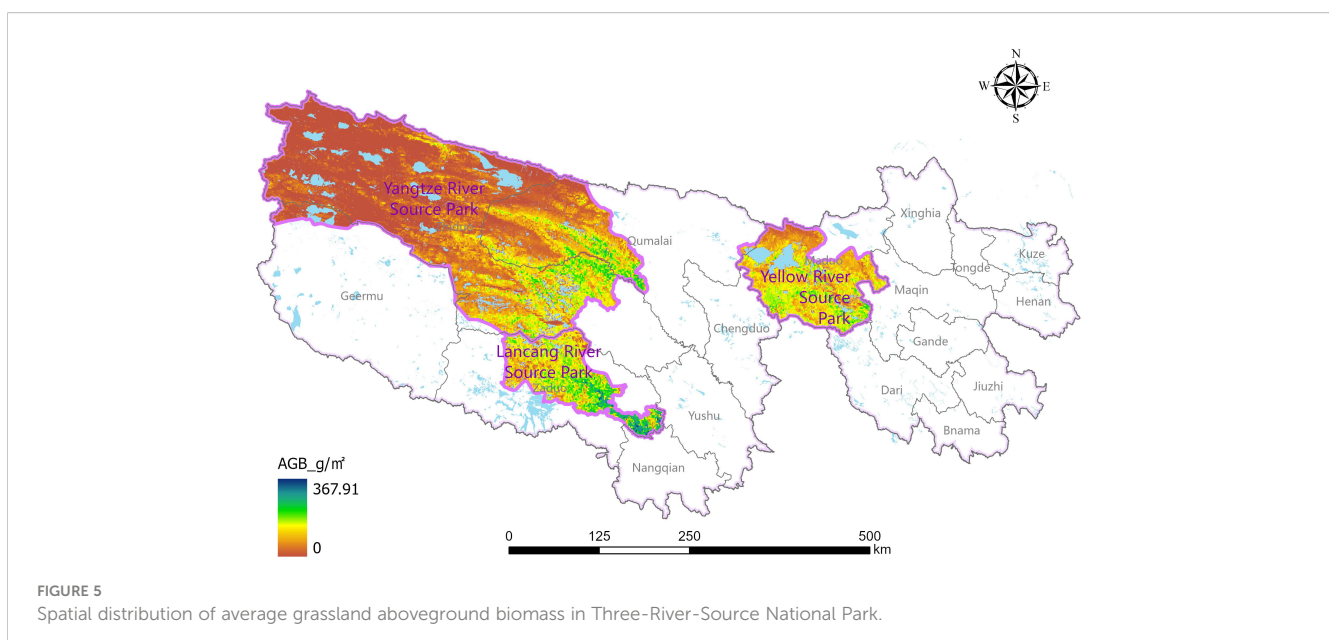 N
W E
S
Yangtze River
Source Park
Qumalai
Xinghia
Kuze
Maduo
Tongde
Yellow River
Source
Park
Maqin
Henan
Geermu
Chengduo
Gande
Lancang River
Source Park
Zaduo
Dari
Jiuzhi
Yushu
Bnama
Nangqian
AGB_g/㎡
367.91
0
0 125 250 500
km
FIGURE 5
Spatial distribution of average grassland aboveground biomass in Three-River-Source National Park.